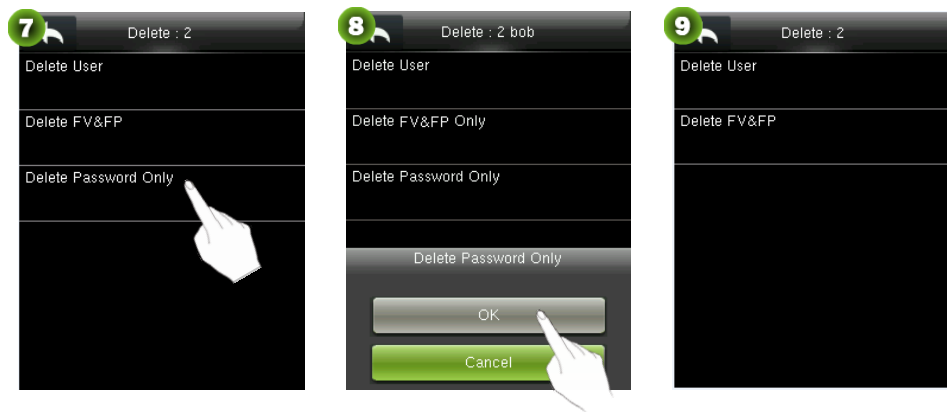 7
Delete : 2
Delete User
Delete FV&FP
Delete Password Only
8
Delete : 2 bob
Delete User
Delete FV&FP Only
Delete Password Only
Delete Password Only
OK
Cancel
9
Delete : 2
Delete User
Delete FV&FP